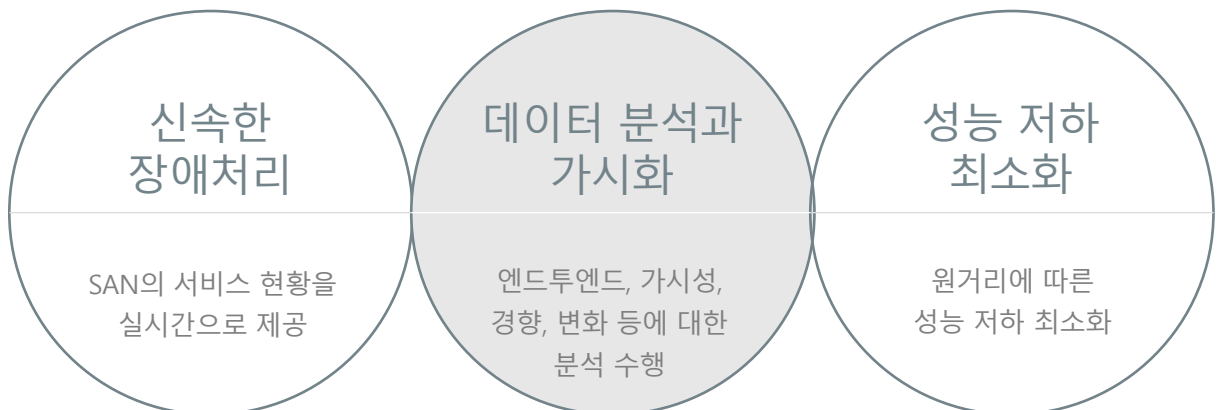 신속한
장애처리
SAN의 서비스 현황을
실시간으로 제공
데이터 분석과
가시화
엔드투엔드, 가시성,
경향, 변화 등에 대한
분석 수행
성능 저하
최소화
원거리에 따른
성능 저하 최소화